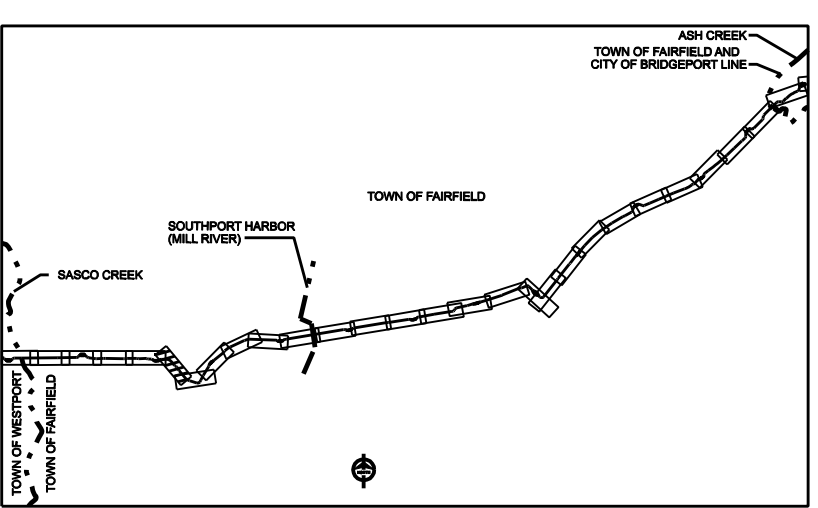 ASH CREEK
TOWN OF FAIRFIELD AND
CITY OF BRIDGEPORT LINE
TOWN OF FAIRFIELD
SOUTHPORT HARBOR
(MILL RIVER)
SASCO CREEK
TOWN OF WESTPORT
TOWN OF FAIRFIELD